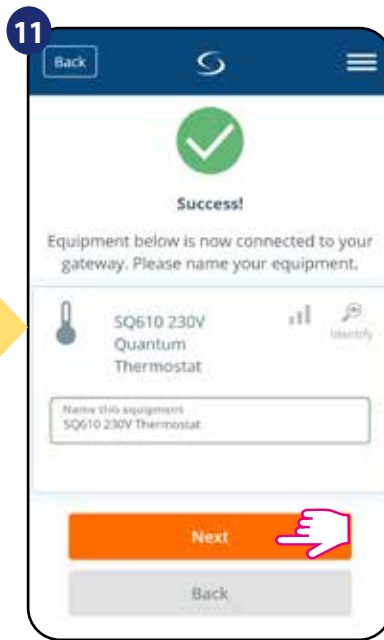 11
Back
Success!
Equipment below is now connected to your
gateway. Please name your equipment.
SQ610 230V
Quantum
Thermostat
Identify
Name this equipment
SQ610 230V Thermostat
Next
Back